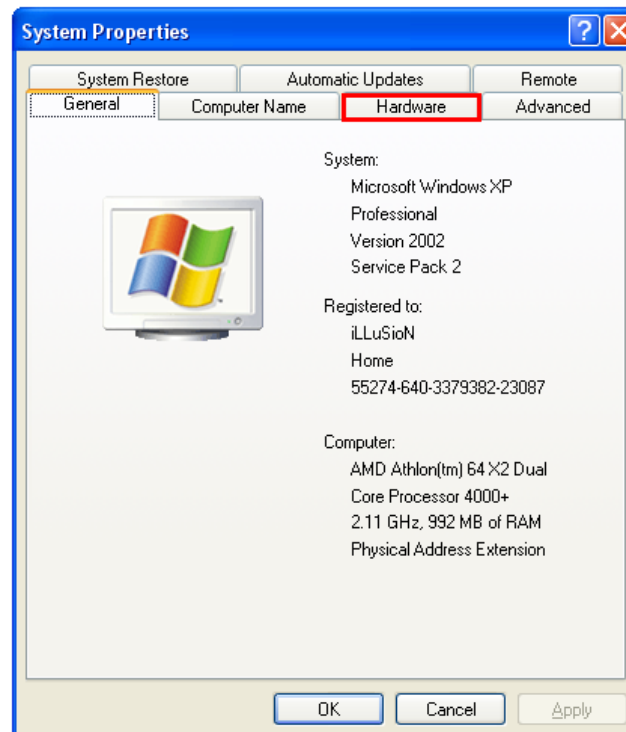 System Properties
System Restore Automatic Updates Remote
General Computer Name Hardware Advanced
System:
Microsoft Windows XP
Professional
Version 2002
Service Pack 2
Registered to:
iLLuSioN
Home
55274-640-3379382-23087
Computer:
AMD Athlon(tm) 64 X2 Dual
Core Processor 4000+
2.11 GHz, 992 MB of RAM
Physical Address Extension
OK Cancel Apply